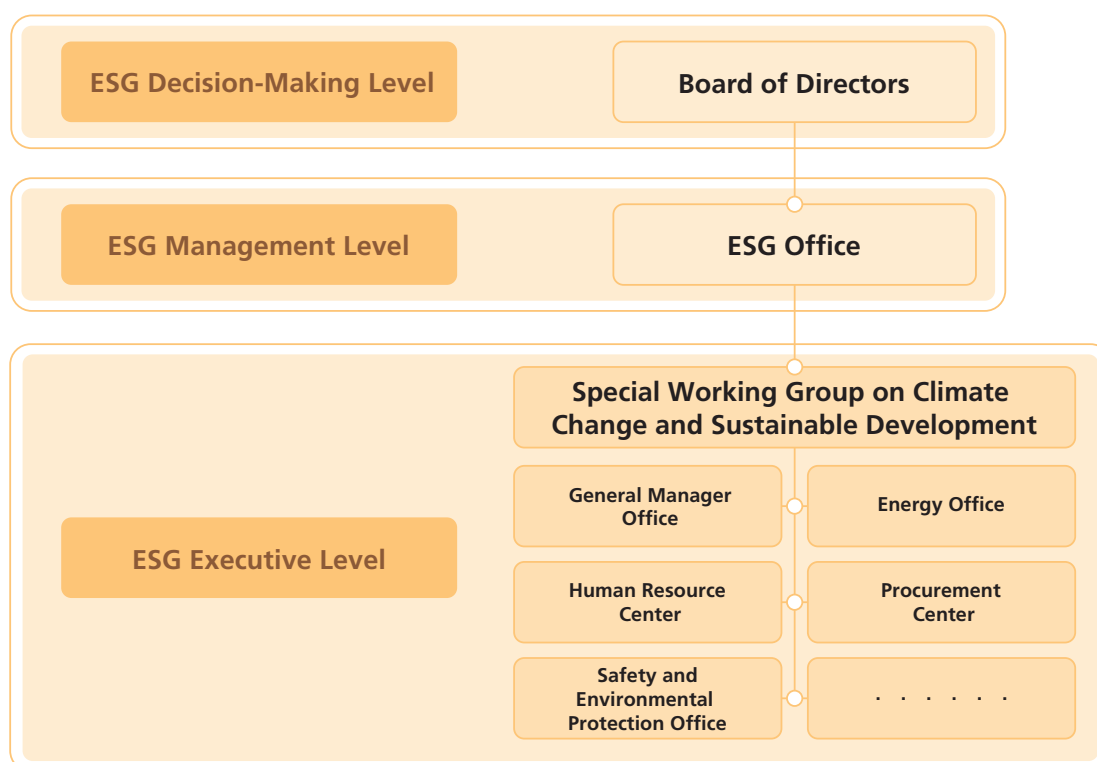 ESG Decision-Making Level
Board of Directors
ESG Management Level
ESG Office
Special Working Group on Climate
Change and Sustainable Development
General Manager
Office
Energy Office
ESG Executive Level
Human Resource
Center
Procurement
Center
Safety and
Environmental
Protection Office
. . . . . .